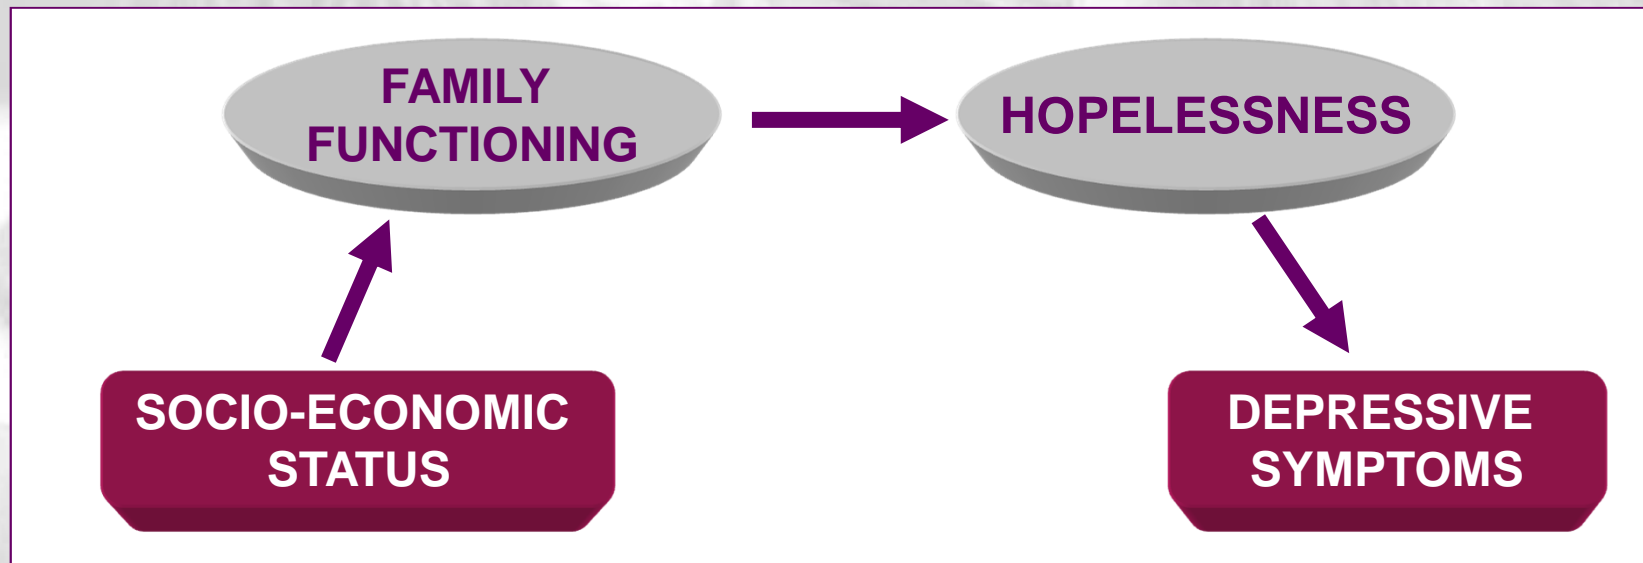 FAMILY
FUNCTIONING
HOPELESSNESS
SOCIO-ECONOMIC
STATUS
DEPRESSIVE
SYMPTOMS